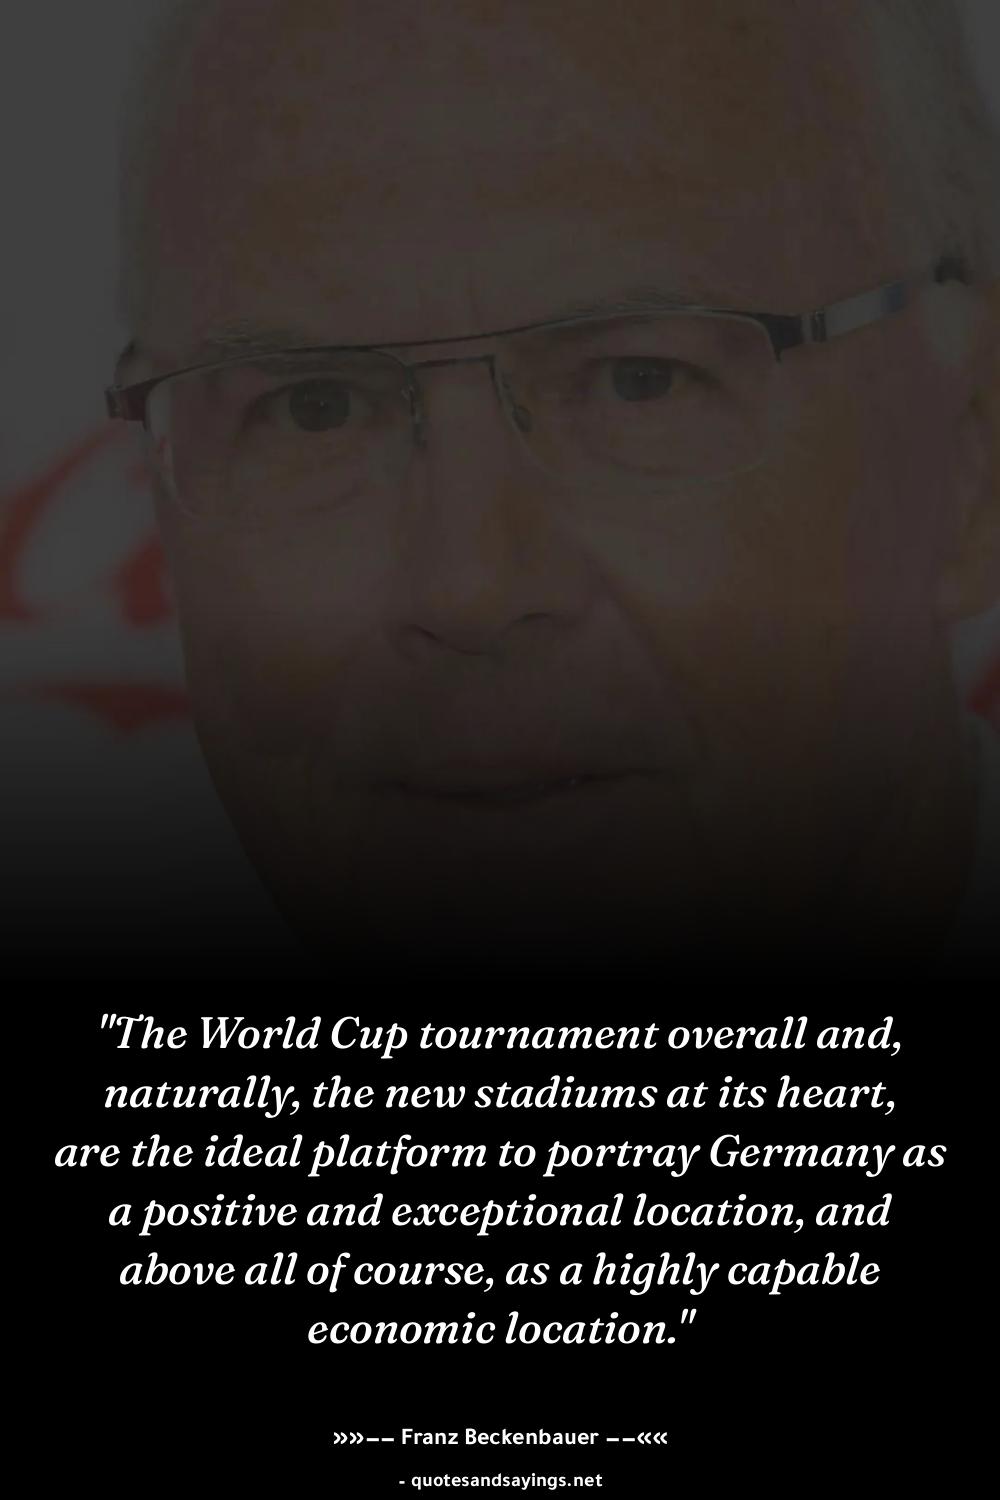 "The World Cup tournament overall and,
naturally, the new stadiums at its heart,
are the ideal platform to portray Germany as
a positive and exceptional location, and
above all of course, as a highly capable
economic location."
»»−− Franz Beckenbauer −−««
- quotesandsayings.net